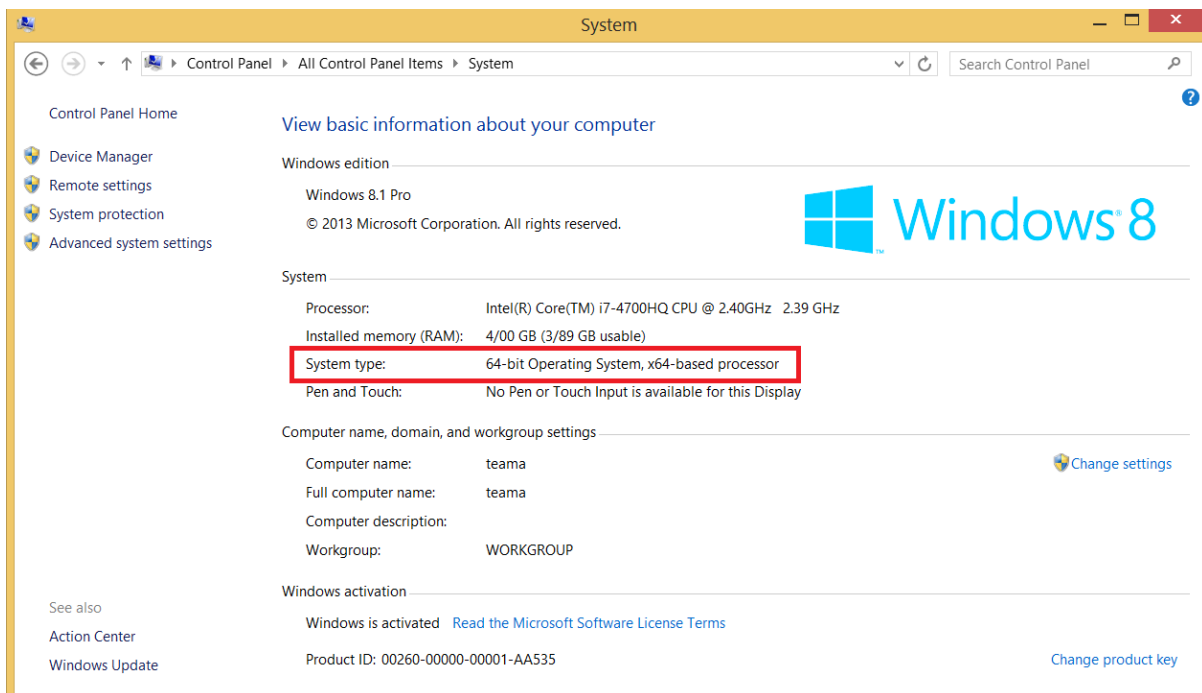 System
Control Panel ▸ All Control Panel Items ▸ System
Search Control Panel
Control Panel Home
Device Manager
Remote settings
System protection
Advanced system settings
View basic information about your computer
Windows edition
Windows 8.1 Pro
© 2013 Microsoft Corporation. All rights reserved.
Windows® 8
System
Processor: Intel(R) Core(TM) i7-4700HQ CPU @ 2.40GHz 2.39 GHz
Installed memory (RAM): 4/00 GB (3/89 GB usable)
System type: 64-bit Operating System, x64-based processor
Pen and Touch: No Pen or Touch Input is available for this Display
Computer name, domain, and workgroup settings
Computer name: teama
Change settings
Full computer name: teama
Computer description:
Workgroup: WORKGROUP
Windows activation
Windows is activated Read the Microsoft Software License Terms
Product ID: 00260-00000-00001-AA535
Change product key
See also
Action Center
Windows Update